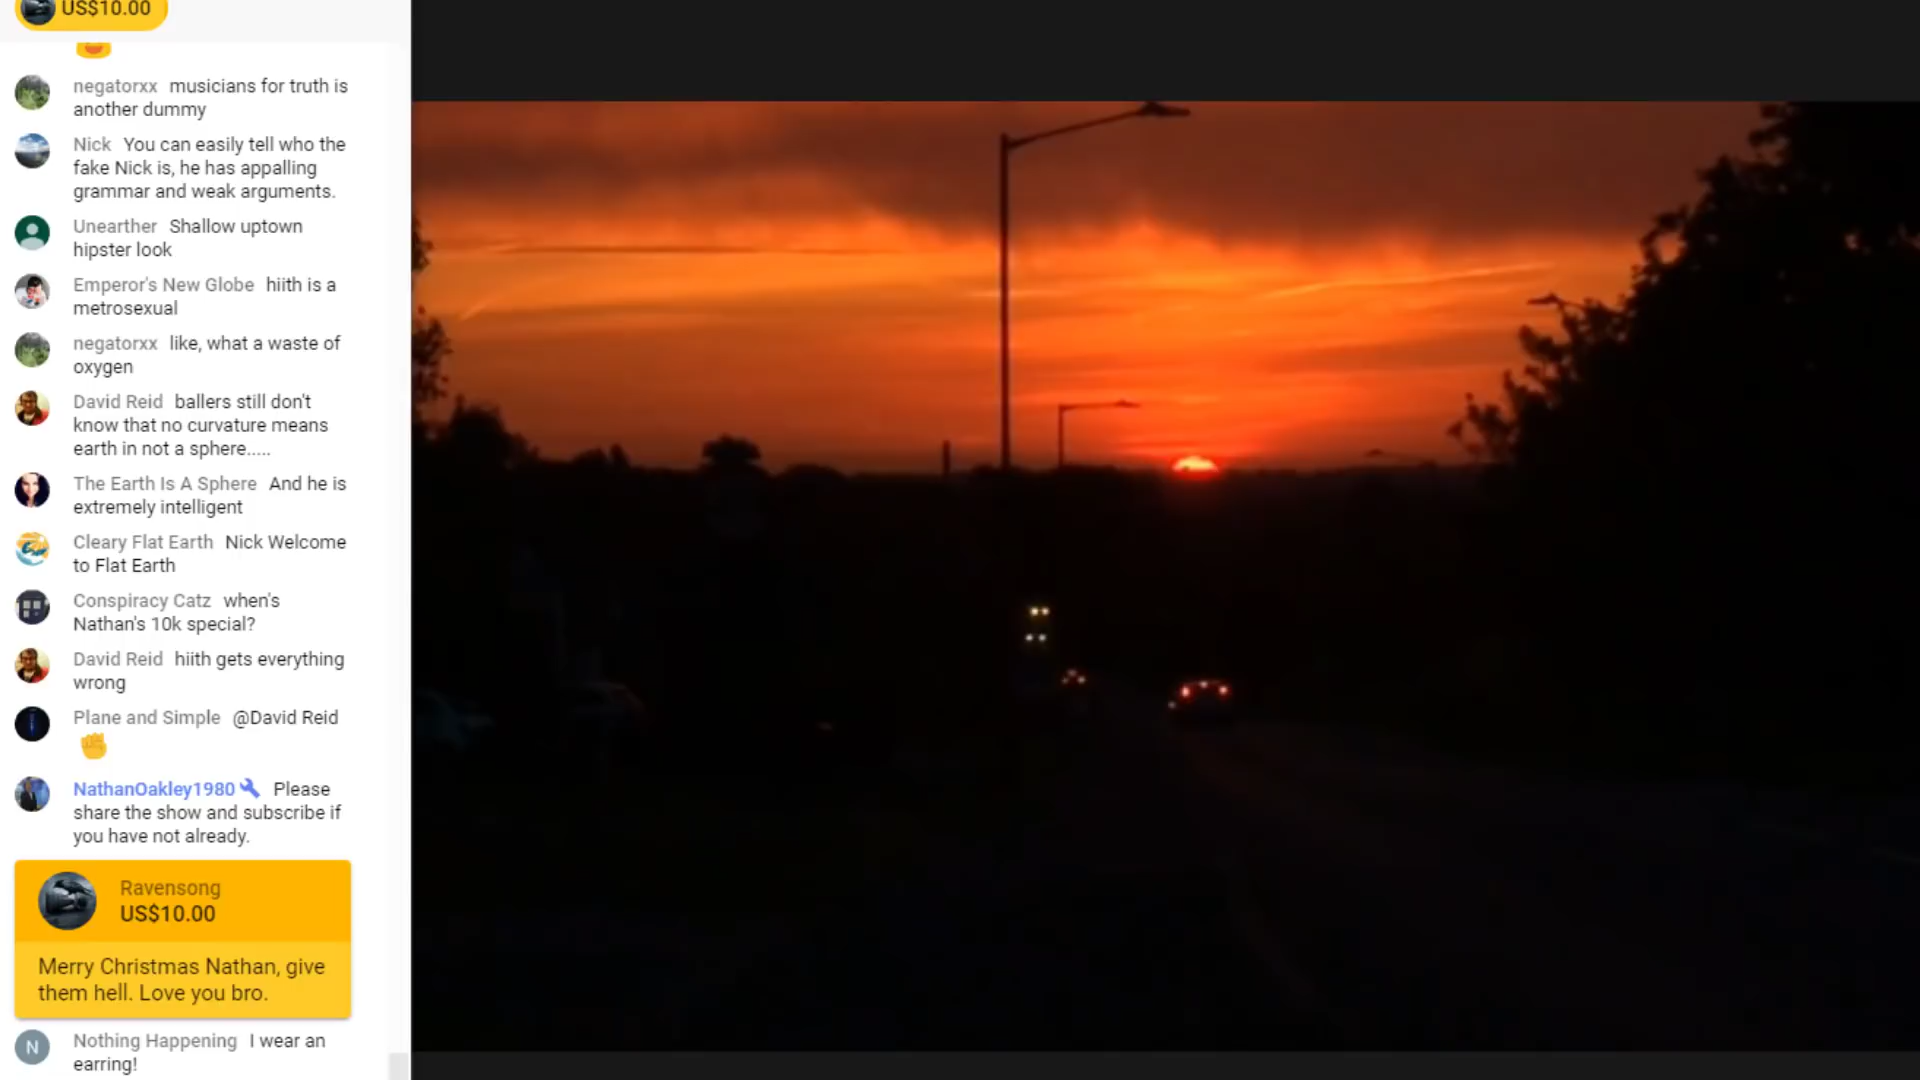 US$10.00
negatorxx musicians for truth is
another dummy
Nick You can easily tell who the
fake Nick is, he has appalling
grammar and weak arguments.
Unearther Shallow uptown
hipster look
Emperor's New Globe hiith is a
metrosexual
negatorxx like, what a waste of
oxygen
David Reid ballers still don't
know that no curvature means
earth in not a sphere.....
The Earth Is A Sphere And he is
extremely intelligent
Cleary Flat Earth Nick Welcome
to Flat Earth
Conspiracy Catz when's
Nathan's 10k special?
David Reid hiith gets everything
wrong
Plane and Simple @David Reid
NathanOakley1980 Please
share the show and subscribe if
you have not already.
Ravensong
US$10.00
Merry Christmas Nathan, give
them hell. Love you bro.
N
Nothing Happening I wear an
earring!